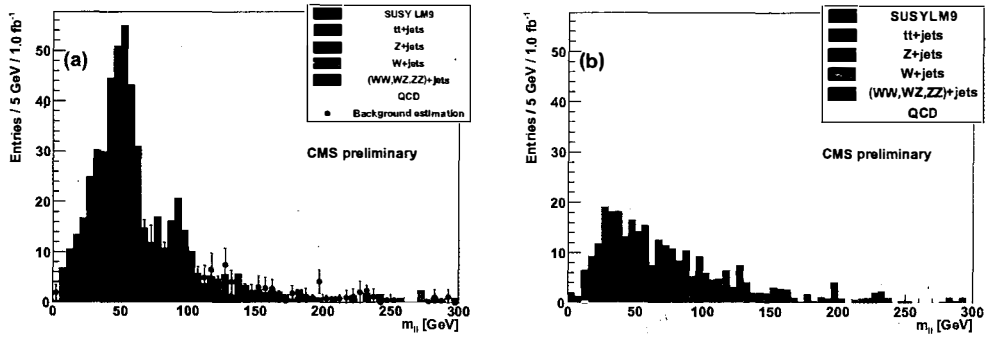 Entries / 5 GeV / 1.0 fb⁻¹
50
40
30
20
10
0
(a)
SUSY LM9
tt+jets
Z+jets
W+jets
(WW,WZ,ZZ)+jets
QCD
Background estimation
CMS preliminary
0 50 100 150 200 250 300
m_ll [GeV]
Entries / 5 GeV / 1.0 fb⁻¹
50
40
30
20
10
0
(b)
SUSY LM9
tt+jets
Z+jets
W+jets
(WW,WZ,ZZ)+jets
QCD
CMS preliminary
0 50 100 150 200 250 300
m_ll [GeV]